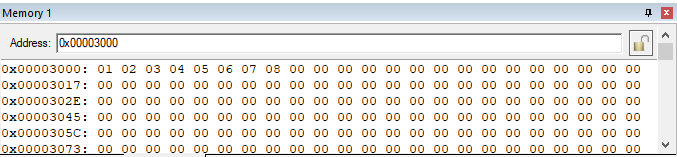 Memory 1
Address: 0x00003000
0x00003000: 01 02 03 04 05 06 07 08 00 00 00 00 00 00 00 00 00 00 00 00 00 00 00
0x00003017: 00 00 00 00 00 00 00 00 00 00 00 00 00 00 00 00 00 00 00 00 00 00 00
0x0000302E: 00 00 00 00 00 00 00 00 00 00 00 00 00 00 00 00 00 00 00 00 00 00 00
0x00003045: 00 00 00 00 00 00 00 00 00 00 00 00 00 00 00 00 00 00 00 00 00 00 00
0x0000305C: 00 00 00 00 00 00 00 00 00 00 00 00 00 00 00 00 00 00 00 00 00 00 00
0x00003073: 00 00 00 00 00 00 00 00 00 00 00 00 00 00 00 00 00 00 00 00 00 00 00